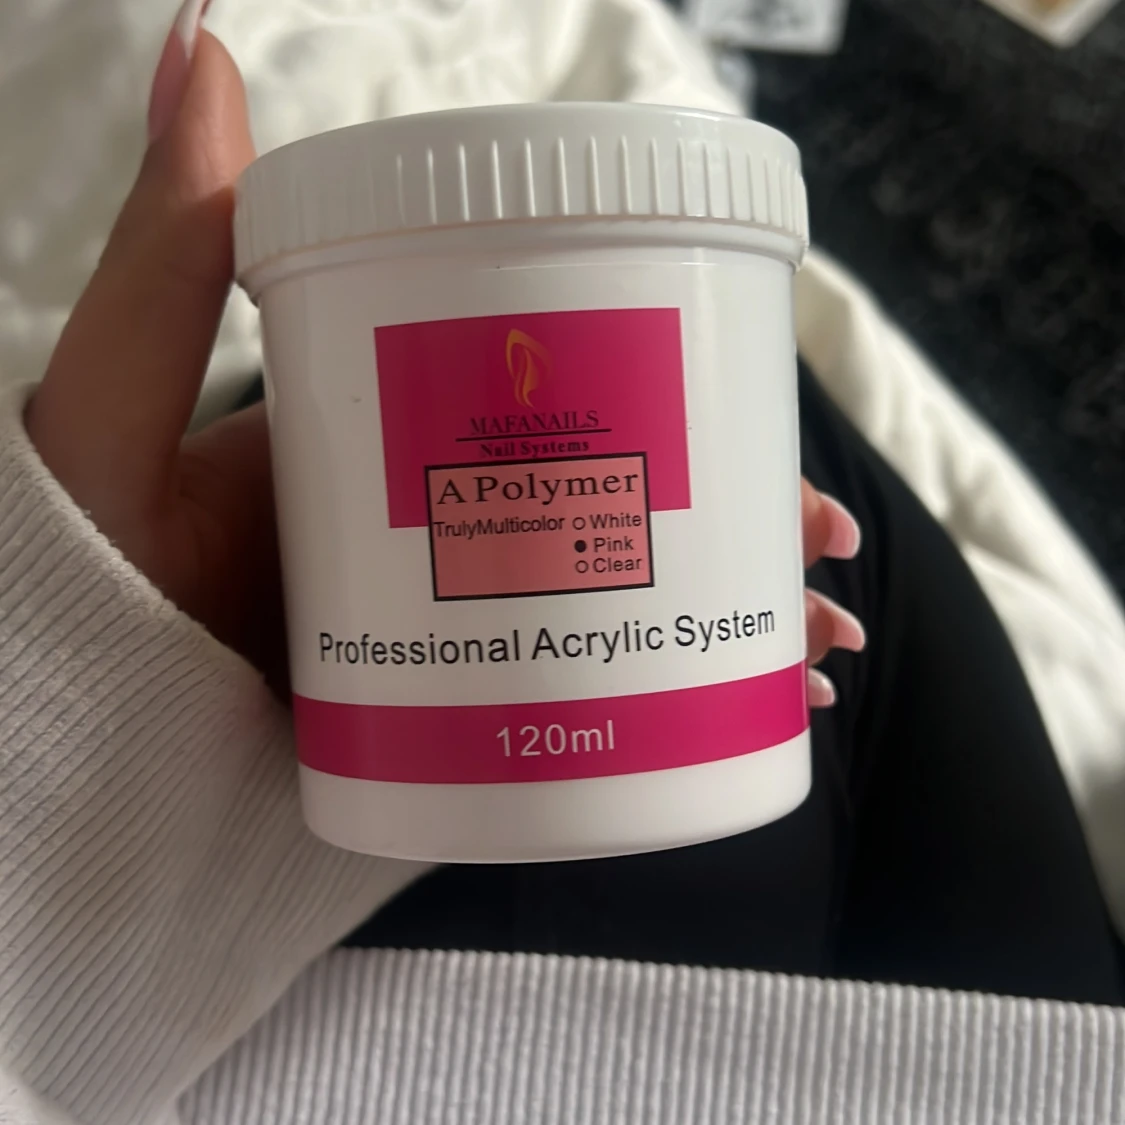 MAFANAILS
Nail Systems
A Polymer
TrulyMulticolor ○ White
● Pink
○ Clear
Professional Acrylic System
120ml